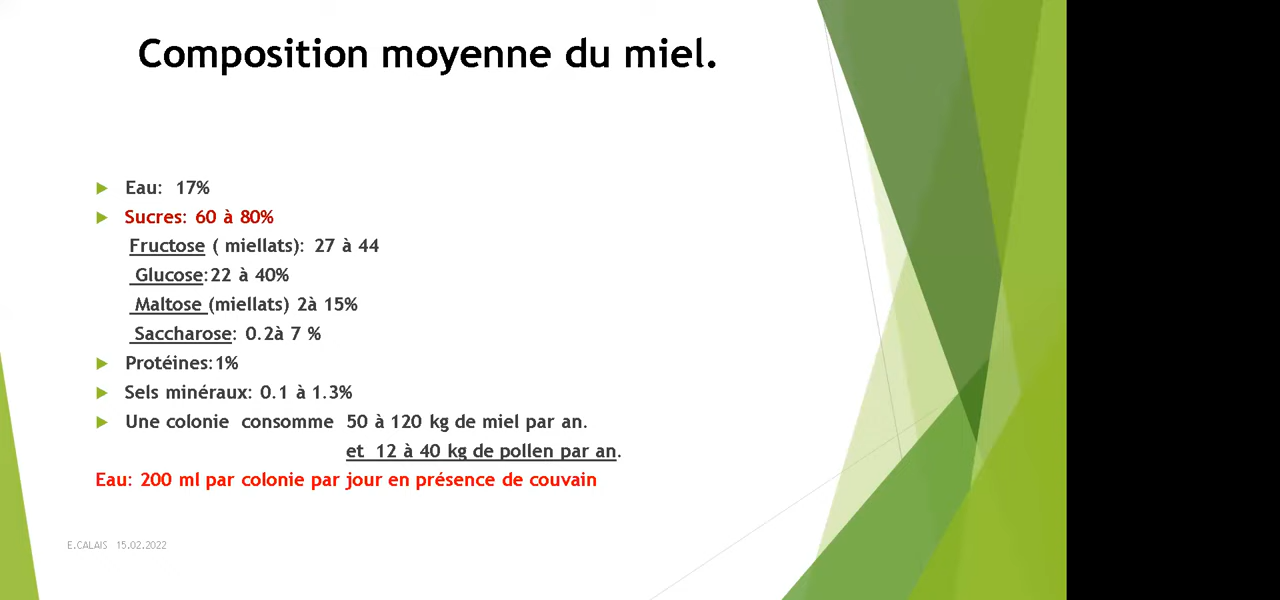 Composition moyenne du miel.
Eau: 17%
Sucres: 60 à 80%
Fructose ( miellats): 27 à 44
Glucose:22 à 40%
Maltose (miellats) 2à 15%
Saccharose: 0.2à 7 %
Protéines:1%
Sels minéraux: 0.1 à 1.3%
Une colonie consomme 50 à 120 kg de miel par an.
et 12 à 40 kg de pollen par an.
Eau: 200 ml par colonie par jour en présence de couvain
E.CALAIS 15.02.2022